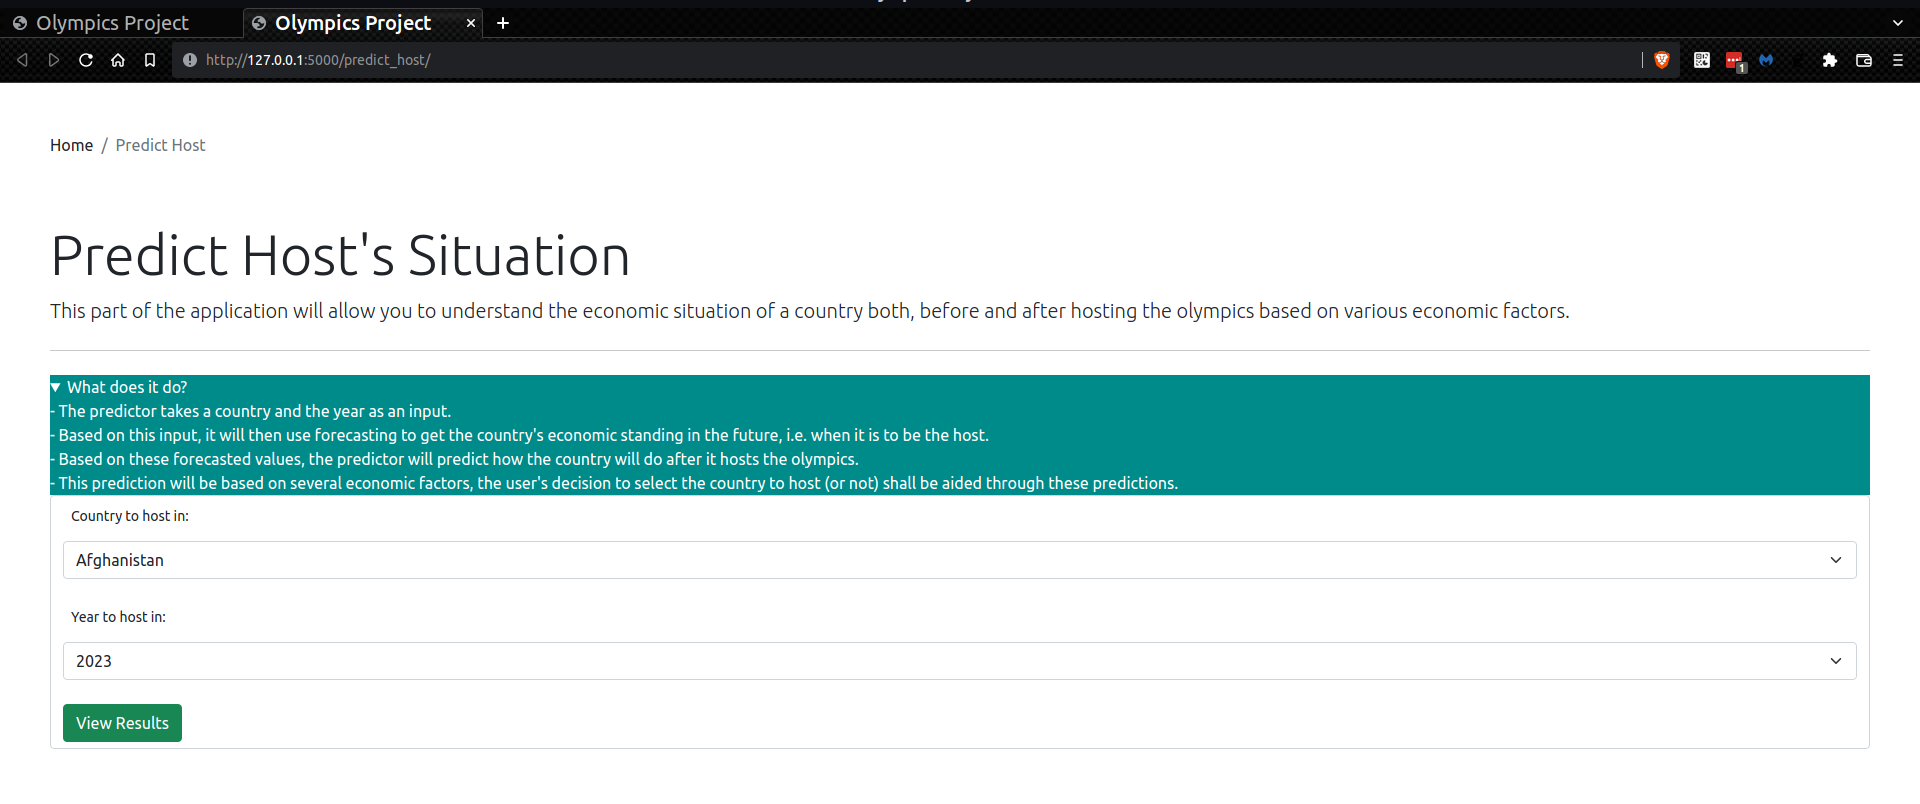 Olympics Project
Olympics Project
http://127.0.0.1:5000/predict_host/
1
Home / Predict Host
Predict Host's Situation
This part of the application will allow you to understand the economic situation of a country both, before and after hosting the olympics based on various economic factors.
What does it do?
- The predictor takes a country and the year as an input.
- Based on this input, it will then use forecasting to get the country's economic standing in the future, i.e. when it is to be the host.
- Based on these forecasted values, the predictor will predict how the country will do after it hosts the olympics.
- This prediction will be based on several economic factors, the user's decision to select the country to host (or not) shall be aided through these predictions.
Country to host in:
Afghanistan
Year to host in:
2023
View Results